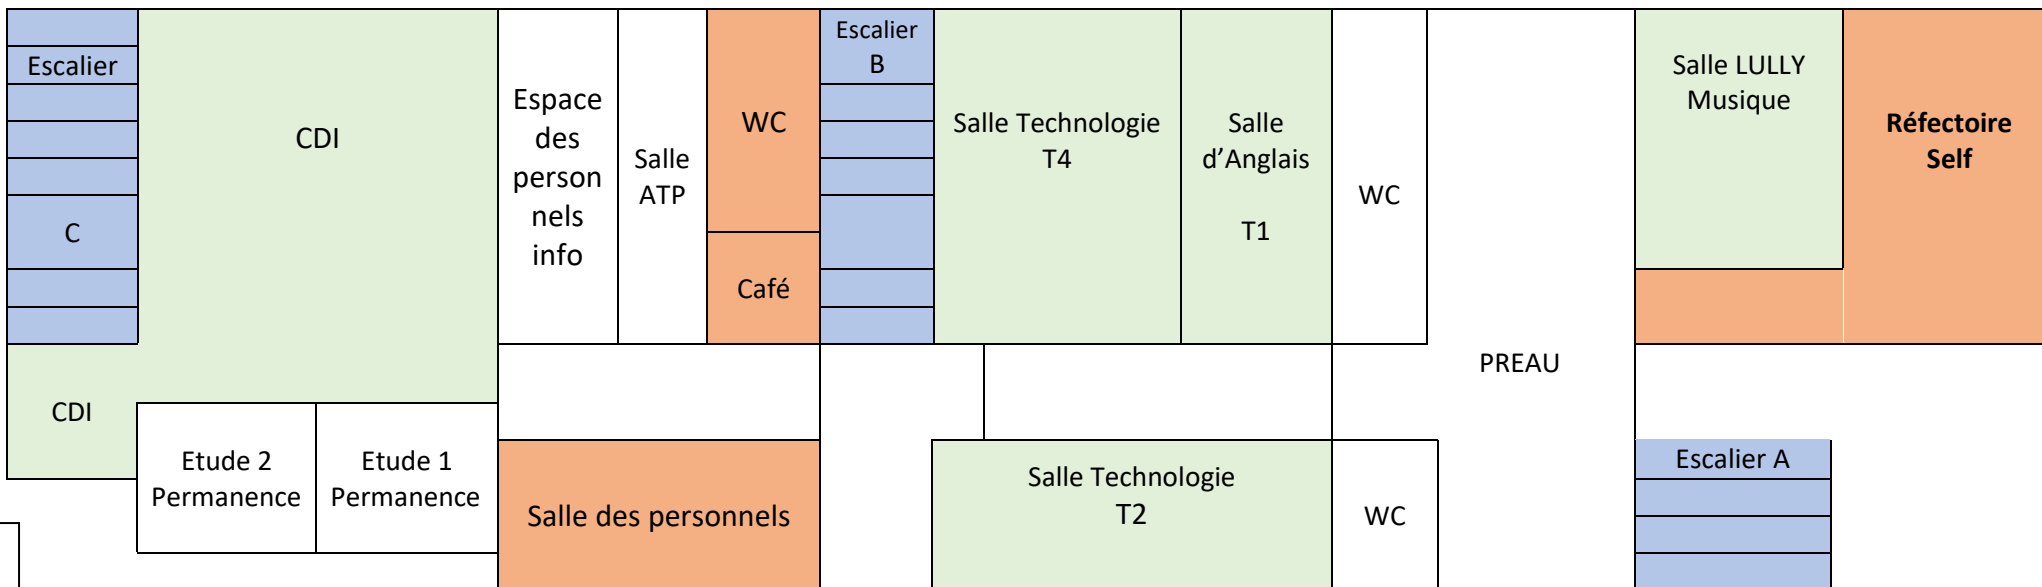 Escalier
C
CDI
CDI
Etude 2
Permanence
Etude 1
Permanence
Espace
des
person
nels
info
Salle
ATP
WC
Café
Salle des personnels
Escalier
B
Salle Technologie
T4
Salle
d’Anglais
T1
WC
Salle Technologie
T2
WC
PREAU
Salle LULLY
Musique
Réfectoire
Self
Escalier A